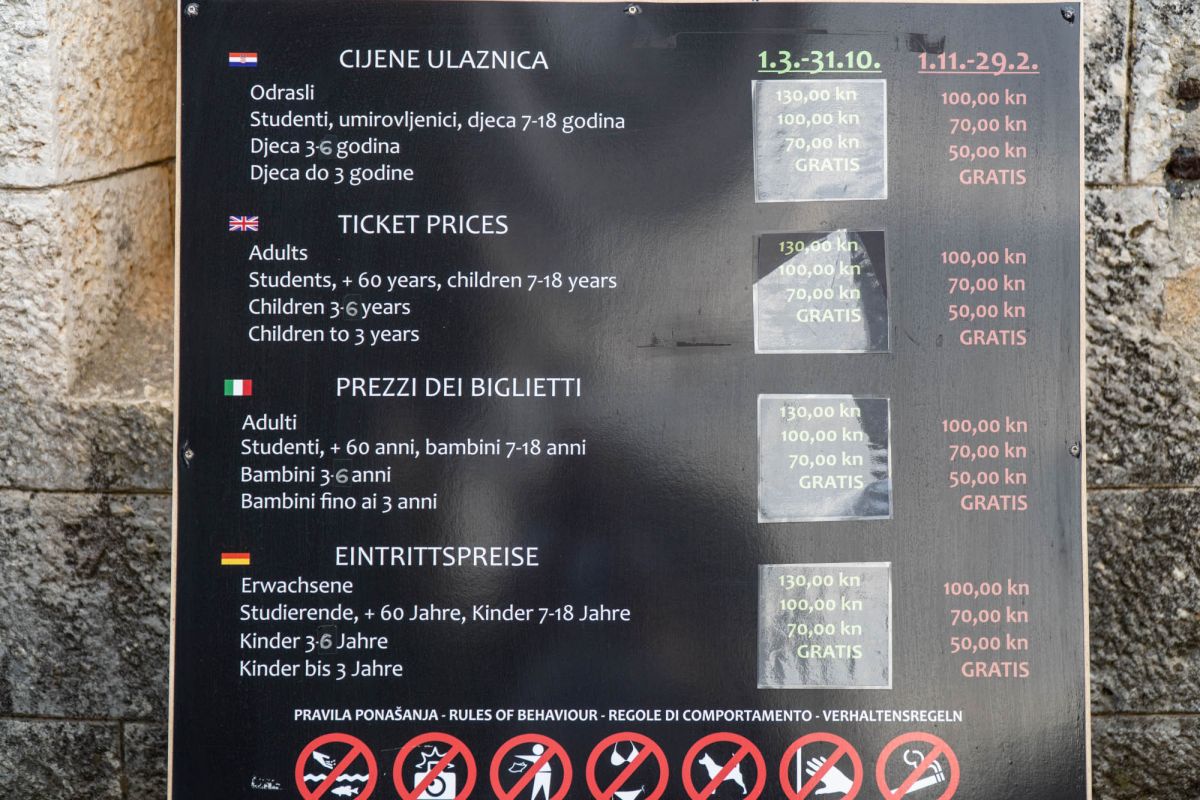 CIJENE ULAZNICA 1.3.-31.10. 1.11.-29.2.
Odrasli 130,00 kn 100,00 kn
Studenti, umirovljenici, djeca 7-18 godina 100,00 kn 70,00 kn
Djeca 3-6 godina 70,00 kn 50,00 kn
Djeca do 3 godine GRATIS GRATIS
TICKET PRICES
Adults 130,00 kn 100,00 kn
Students, + 60 years, children 7-18 years 100,00 kn 70,00 kn
Children 3-6 years 70,00 kn 50,00 kn
Children to 3 years GRATIS GRATIS
PREZZI DEI BIGLIETTI
Adulti 130,00 kn 100,00 kn
Studenti, + 60 anni, bambini 7-18 anni 100,00 kn 70,00 kn
Bambini 3-6 anni 70,00 kn 50,00 kn
Bambini fino ai 3 anni GRATIS GRATIS
EINTRITTSPREISE
Erwachsene 130,00 kn 100,00 kn
Studierende, + 60 Jahre, Kinder 7-18 Jahre 100,00 kn 70,00 kn
Kinder 3-6 Jahre 70,00 kn 50,00 kn
Kinder bis 3 Jahre GRATIS GRATIS
PRAVILA PONAŠANJA - RULES OF BEHAVIOUR - REGOLE DI COMPORTAMENTO - VERHALTENSREGELN